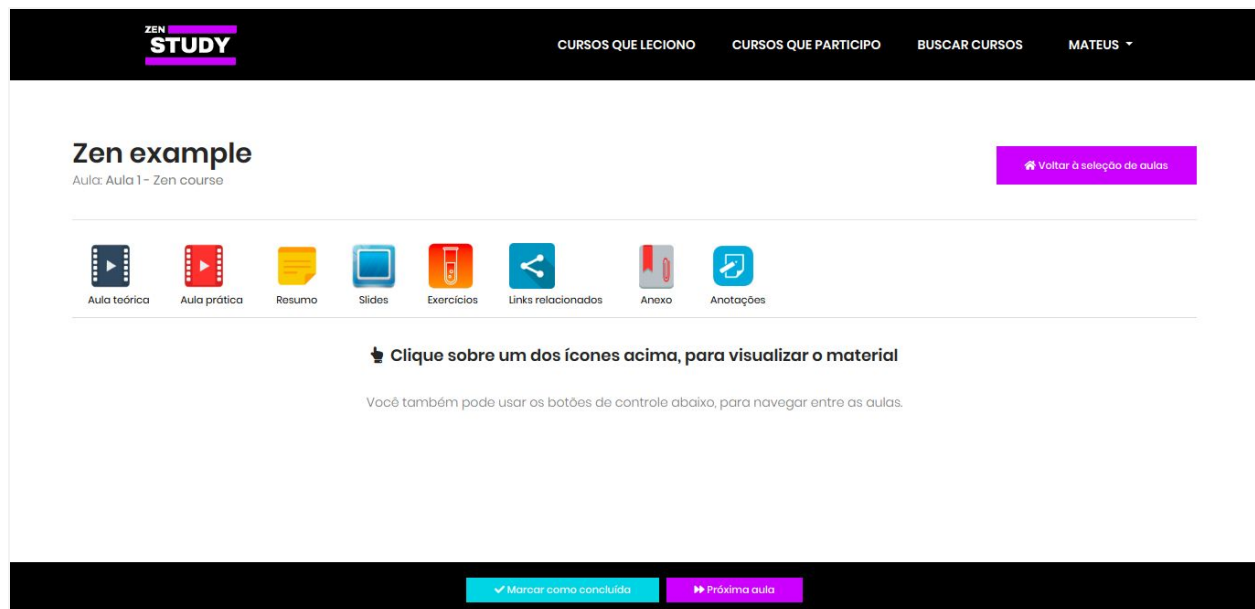 ZEN
STUDY
CURSOS QUE LECIONO CURSOS QUE PARTICIPO BUSCAR CURSOS MATEUS
Zen example
Voltar à seleção de aulas
Aula: Aula 1 - Zen course
Aula teórica Aula prática Resumo Slides Exercícios Links relacionados Anexo Anotações
Clique sobre um dos ícones acima, para visualizar o material
Você também pode usar os botões de controle abaixo, para navegar entre as aulas.
Marcar como concluída Próxima aula